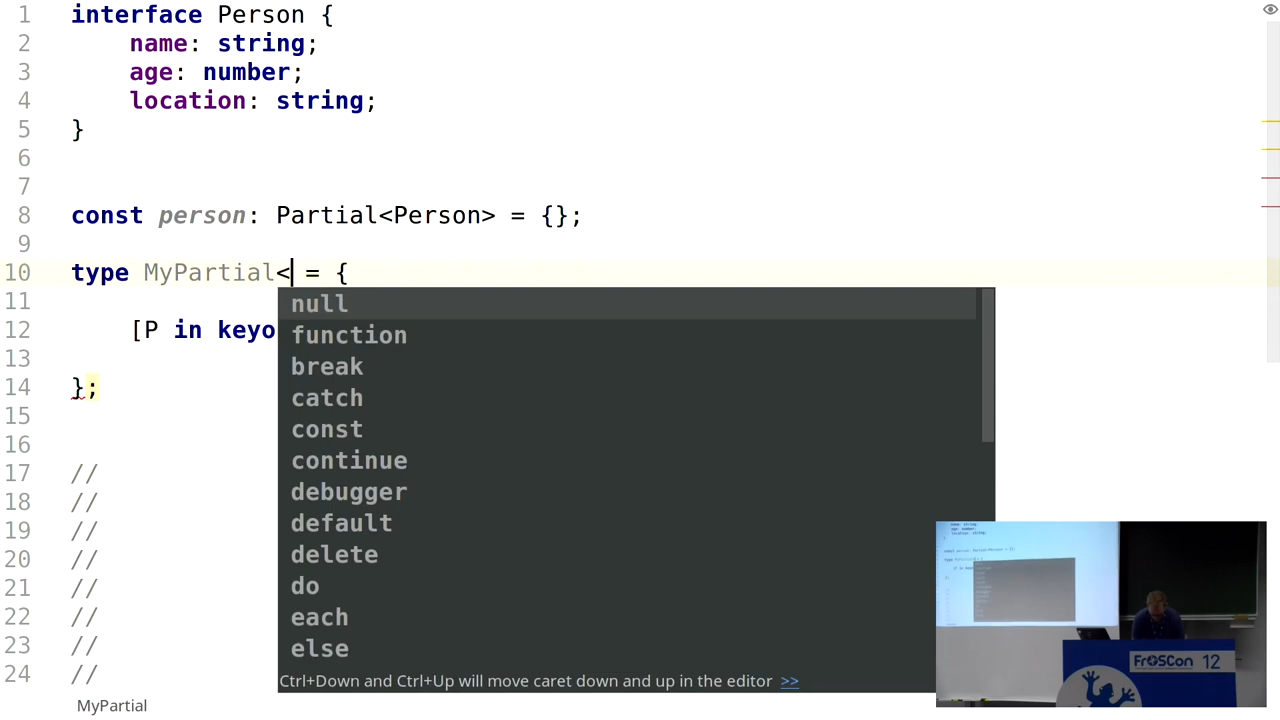 1 interface Person {
2 name: string;
3 age: number;
4 location: string;
5 }
6
7
8 const person: Partial<Person> = {};
9
10 type MyPartial< = {
11
12 [P in keyo
13
14 };
15
16
17 //
18 //
19 //
20 //
21 //
22 //
23 //
24 //
null
function
break
catch
const
continue
debugger
default
delete
do
each
else
Ctrl+Down and Ctrl+Up will move caret down and up in the editor >>
MyPartial
FrOSCon 12